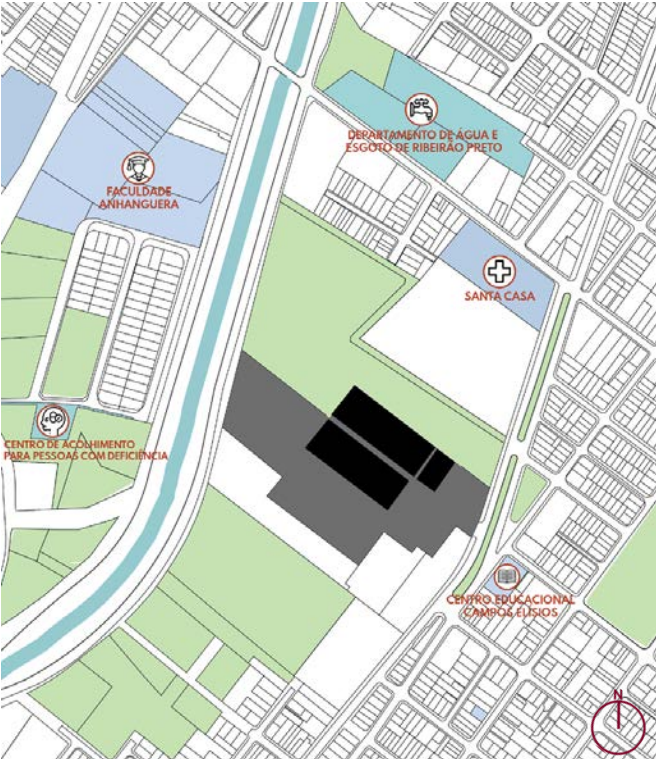 DEPARTAMENTO DE ÁGUA E
ESGOTO DE RIBEIRÃO PRETO
FACULDADE
ANHANGUERA
SANTA CASA
CENTRO DE ACOLHIMENTO
PARA PESSOAS COM DEFICIÊNCIA
CENTRO EDUCACIONAL
CAMPOS ELÍSIOS
N